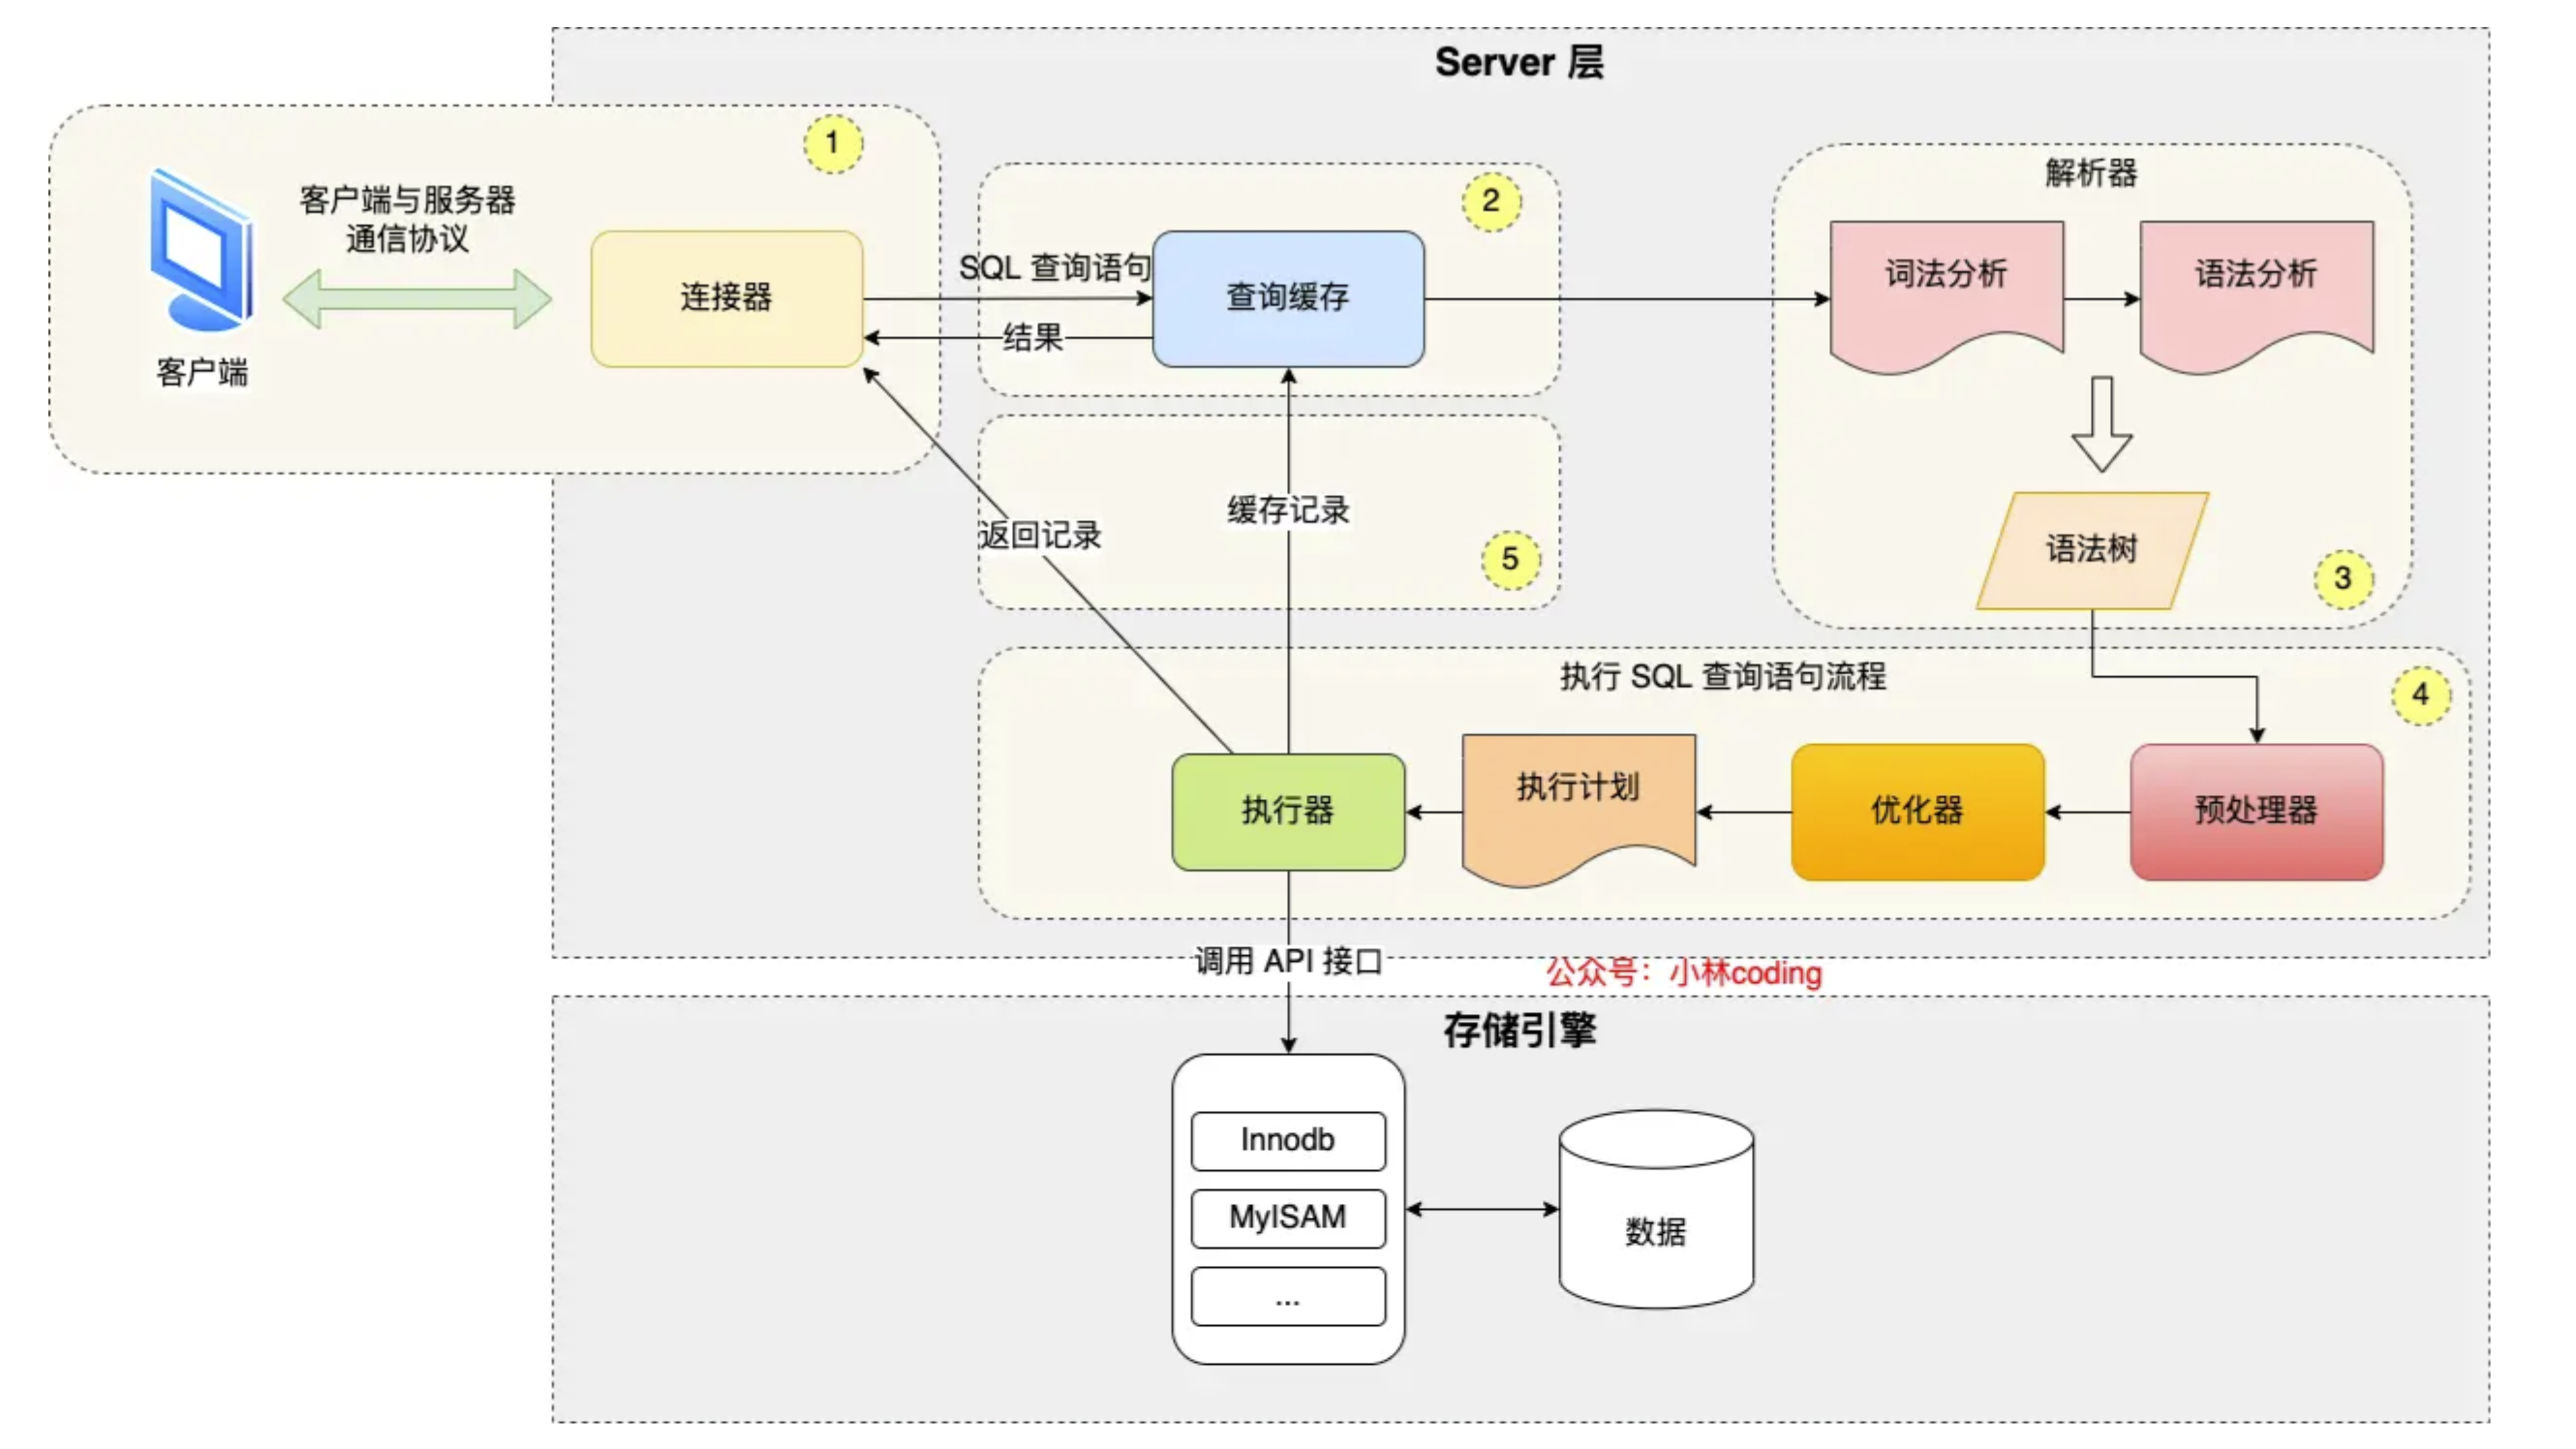 Server 层
1
客户端与服务器
通信协议
客户端
连接器
SQL 查询语句
结果
2
查询缓存
解析器
词法分析
语法分析
语法树
3
返回记录
缓存记录
5
执行 SQL 查询语句流程
4
执行器
执行计划
优化器
预处理器
调用 API 接口
公众号：小林coding
存储引擎
Innodb
MyISAM
...
数据